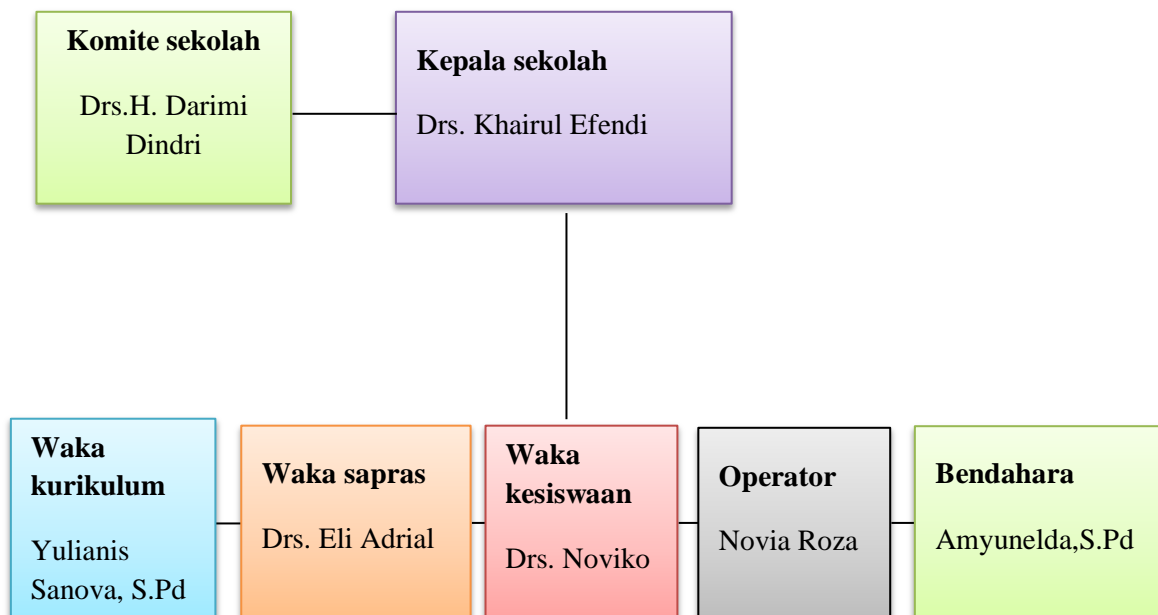 Komite sekolah
Drs.H. Darimi
Dindri
Kepala sekolah
Drs. Khairul Efendi
Waka
kurikulum
Yulianis
Sanova, S.Pd
Waka sapras
Drs. Eli Adrial
Waka
kesiswaan
Drs. Noviko
Operator
Novia Roza
Bendahara
Amyunelda,S.Pd